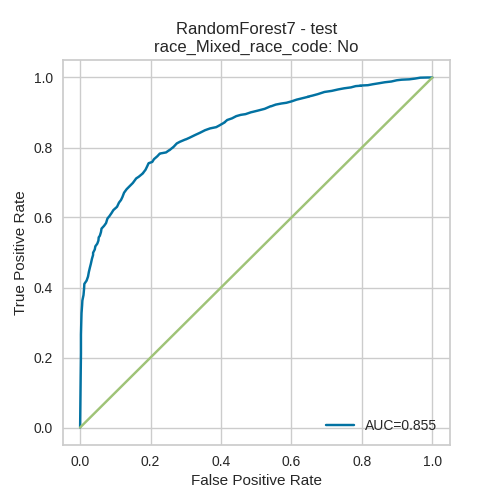 RandomForest7 - test
race_Mixed_race_code: No
True Positive Rate
1.0
0.8
0.6
0.4
0.2
0.0
AUC=0.855
0.0 0.2 0.4 0.6 0.8 1.0
False Positive Rate